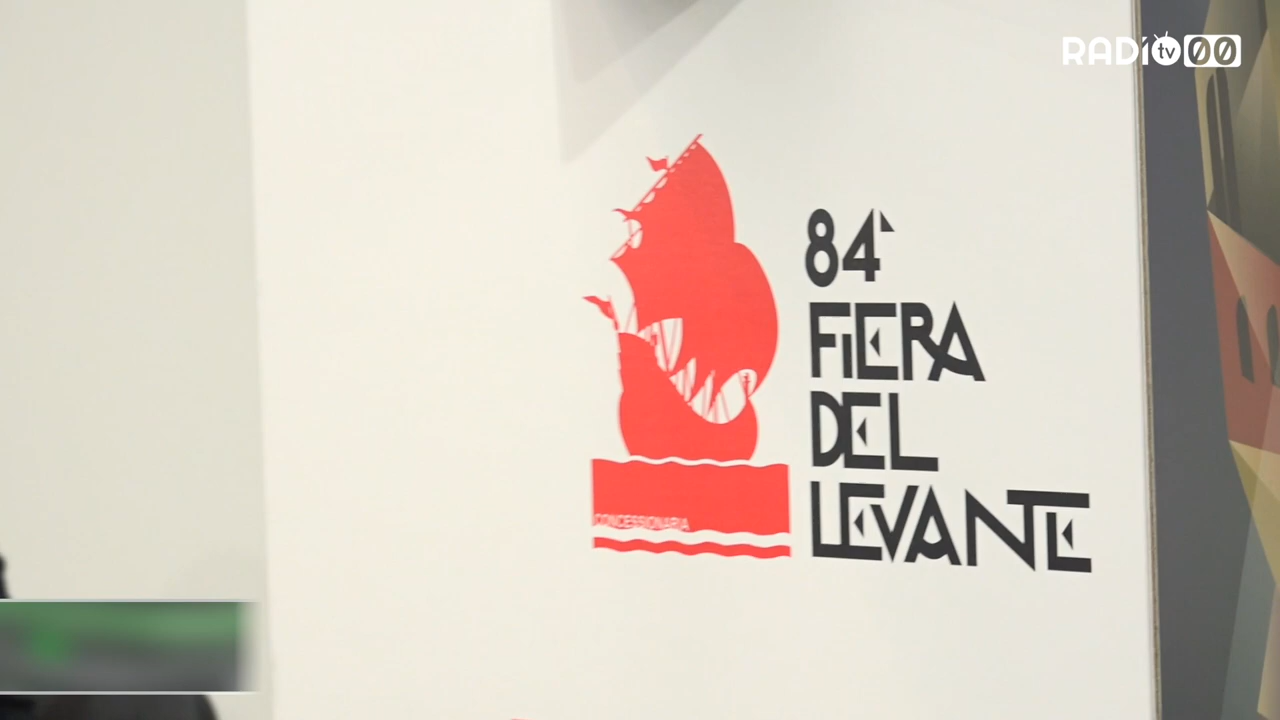 RADIO tv 00
84ª
FIERA
DEL
LEVANTE
CONCESSIONARIA